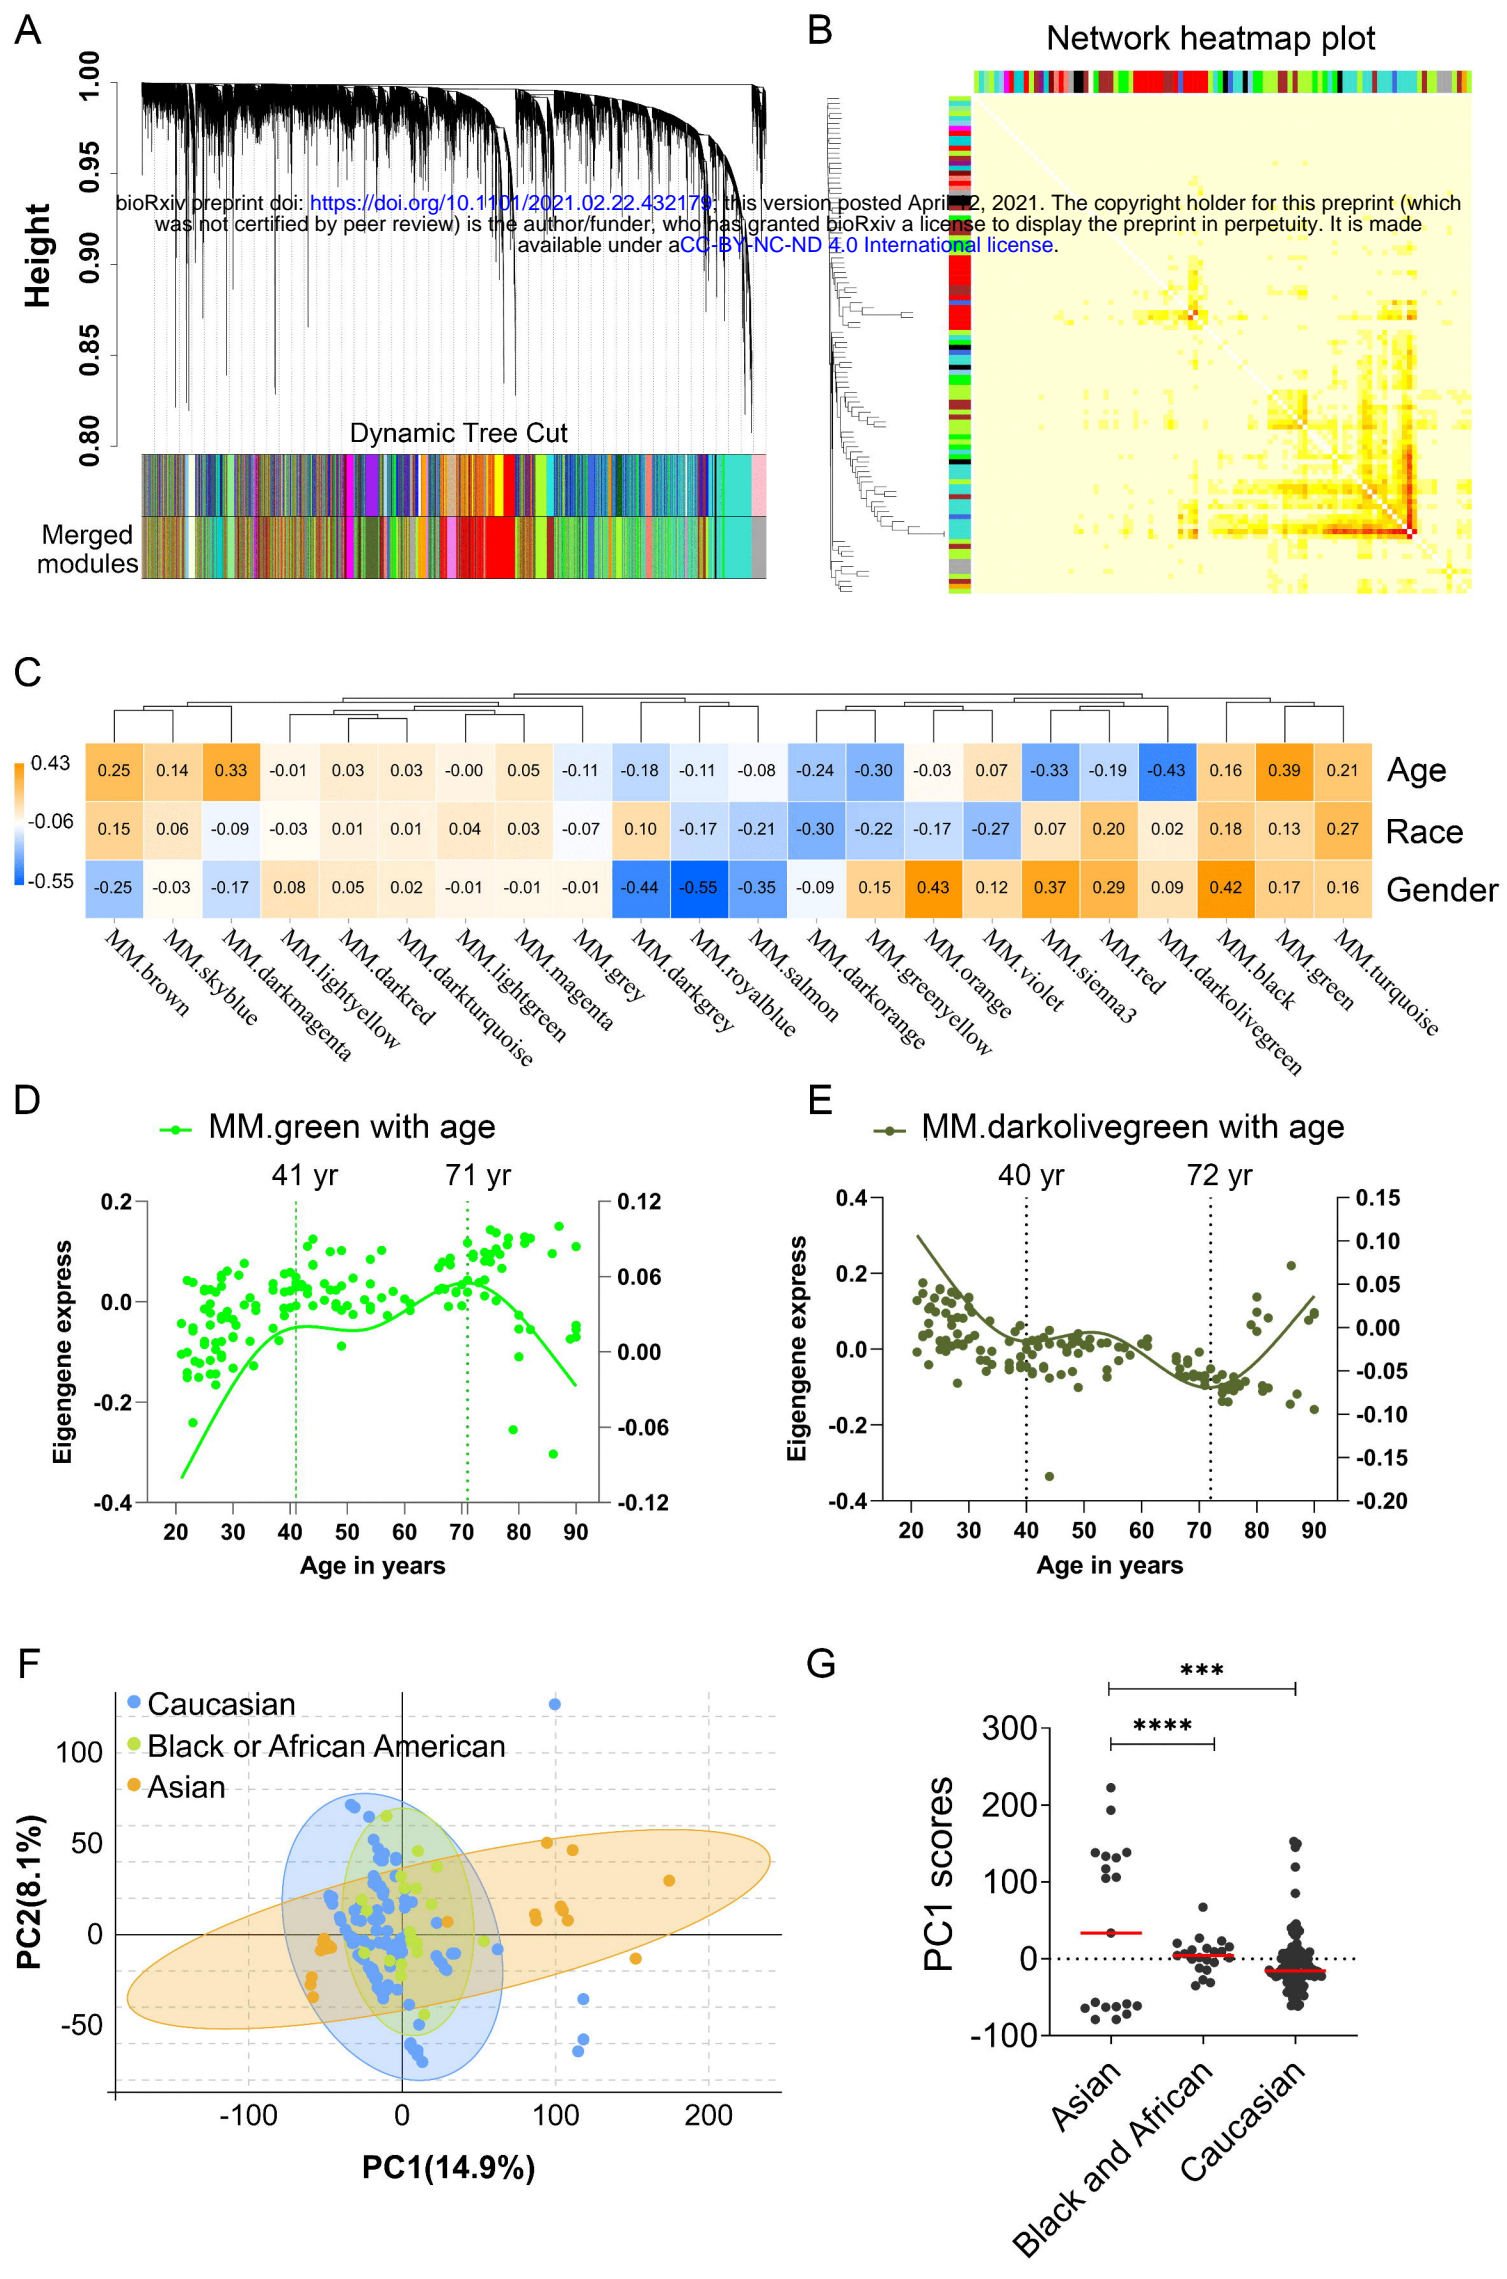 A
B
Network heatmap plot
1.00
0.95
0.90
0.85
0.80
Height
bioRxiv preprint doi: https://doi.org/10.1101/2021.02.22.432179; this version posted April 2, 2021. The copyright holder for this preprint (which
was not certified by peer review) is the author/funder, who has granted bioRxiv a license to display the preprint in perpetuity. It is made
available under aCC-BY-NC-ND 4.0 International license.
Dynamic Tree Cut
Merged
modules
C
0.43
-0.06
-0.55
0.25 0.14 0.33 -0.01 0.03 0.03 -0.00 0.05 -0.11 -0.18 -0.11 -0.08 -0.24 -0.30 -0.03 0.07 -0.33 -0.19 -0.43 0.16 0.39 0.21 Age
0.15 0.06 -0.09 -0.03 0.01 0.01 0.04 0.03 -0.07 0.10 -0.17 -0.21 -0.30 -0.22 -0.17 -0.27 0.07 0.20 0.02 0.18 0.13 0.27 Race
-0.25 -0.03 -0.17 0.08 0.05 0.02 -0.01 -0.01 -0.01 -0.44 -0.55 -0.35 -0.09 0.15 0.43 0.12 0.37 0.29 0.09 0.42 0.17 0.16 Gender
MM.brown
MM.skyblue
MM.darkmagenta
MM.lightyellow
MM.darkred
MM.darkturquoise
MM.lightgreen
MM.magenta
MM.grey
MM.darkgrey
MM.royalblue
MM.salmon
MM.darkorange
MM.greenyellow
MM.orange
MM.violet
MM.sienna3
MM.red
MM.darkolivegreen
MM.black
MM.green
MM.turquoise
D
MM.green with age
41 yr 71 yr
0.2
0.0
-0.2
-0.4
Eigengene express
0.12
0.06
0.00
-0.06
-0.12
20 30 40 50 60 70 80 90
Age in years
E
MM.darkolivegreen with age
40 yr 72 yr
0.4
0.2
0.0
-0.2
-0.4
Eigengene express
0.15
0.10
0.05
0.00
-0.05
-0.10
-0.15
-0.20
20 30 40 50 60 70 80 90
Age in years
F
Caucasian
Black or African American
Asian
100
50
0
-50
PC2(8.1%)
-100 0 100 200
PC1(14.9%)
G
***
****
300
200
100
0
-100
PC1 scores
Asian
Black and African
Caucasian